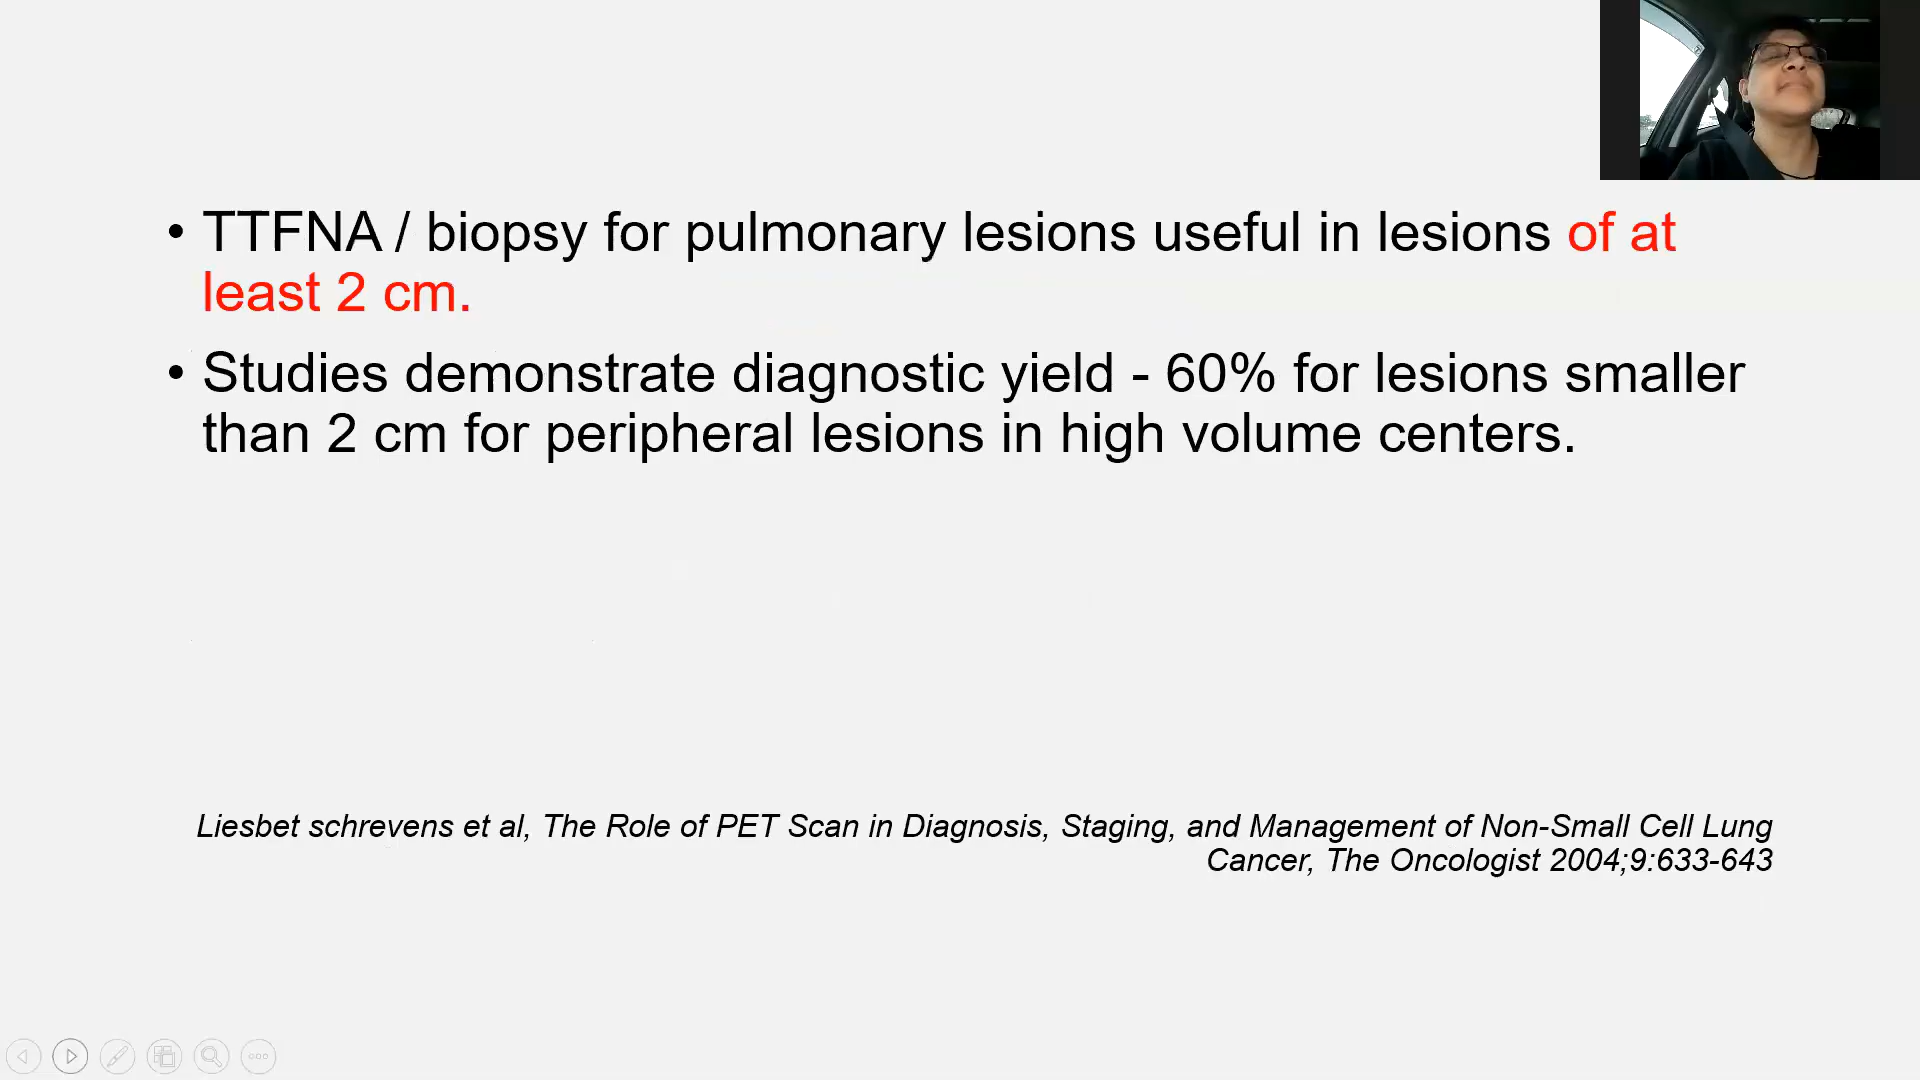 • TTFNA / biopsy for pulmonary lesions useful in lesions of at
least 2 cm.
• Studies demonstrate diagnostic yield - 60% for lesions smaller
than 2 cm for peripheral lesions in high volume centers.
Liesbet schrevens et al, The Role of PET Scan in Diagnosis, Staging, and Management of Non-Small Cell Lung
Cancer, The Oncologist 2004;9:633-643